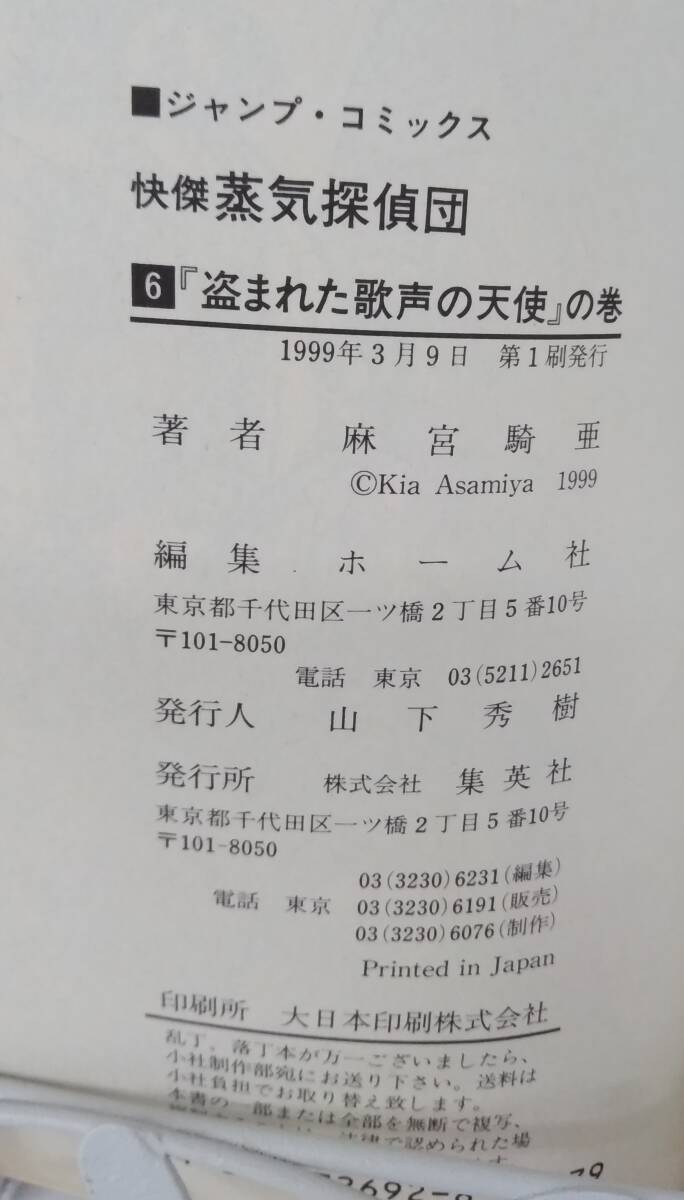 ■ジャンプ・コミックス
快傑 蒸気探偵団
6『盗まれた歌声の天使』の巻
1999年3月9日 第1刷発行
著者 麻宮騎亜
©Kia Asamiya 1999
編集 ホーム社
東京都千代田区一ツ橋2丁目5番10号
〒101-8050
電話 東京 03(5211)2651
発行人 山下秀樹
発行所 株式会社 集英社
東京都千代田区一ツ橋2丁目5番10号
〒101-8050
03(3230)6231(編集)
電話 東京 03(3230)6191(販売)
03(3230)6076(制作)
Printed in Japan
印刷所 大日本印刷株式会社
乱丁、落丁本が万一ございましたら、
小社制作部宛にお送り下さい。送料は
小社負担でお取り替え致します。
本書の一部または全部を無断で複写、
法律で認められた場